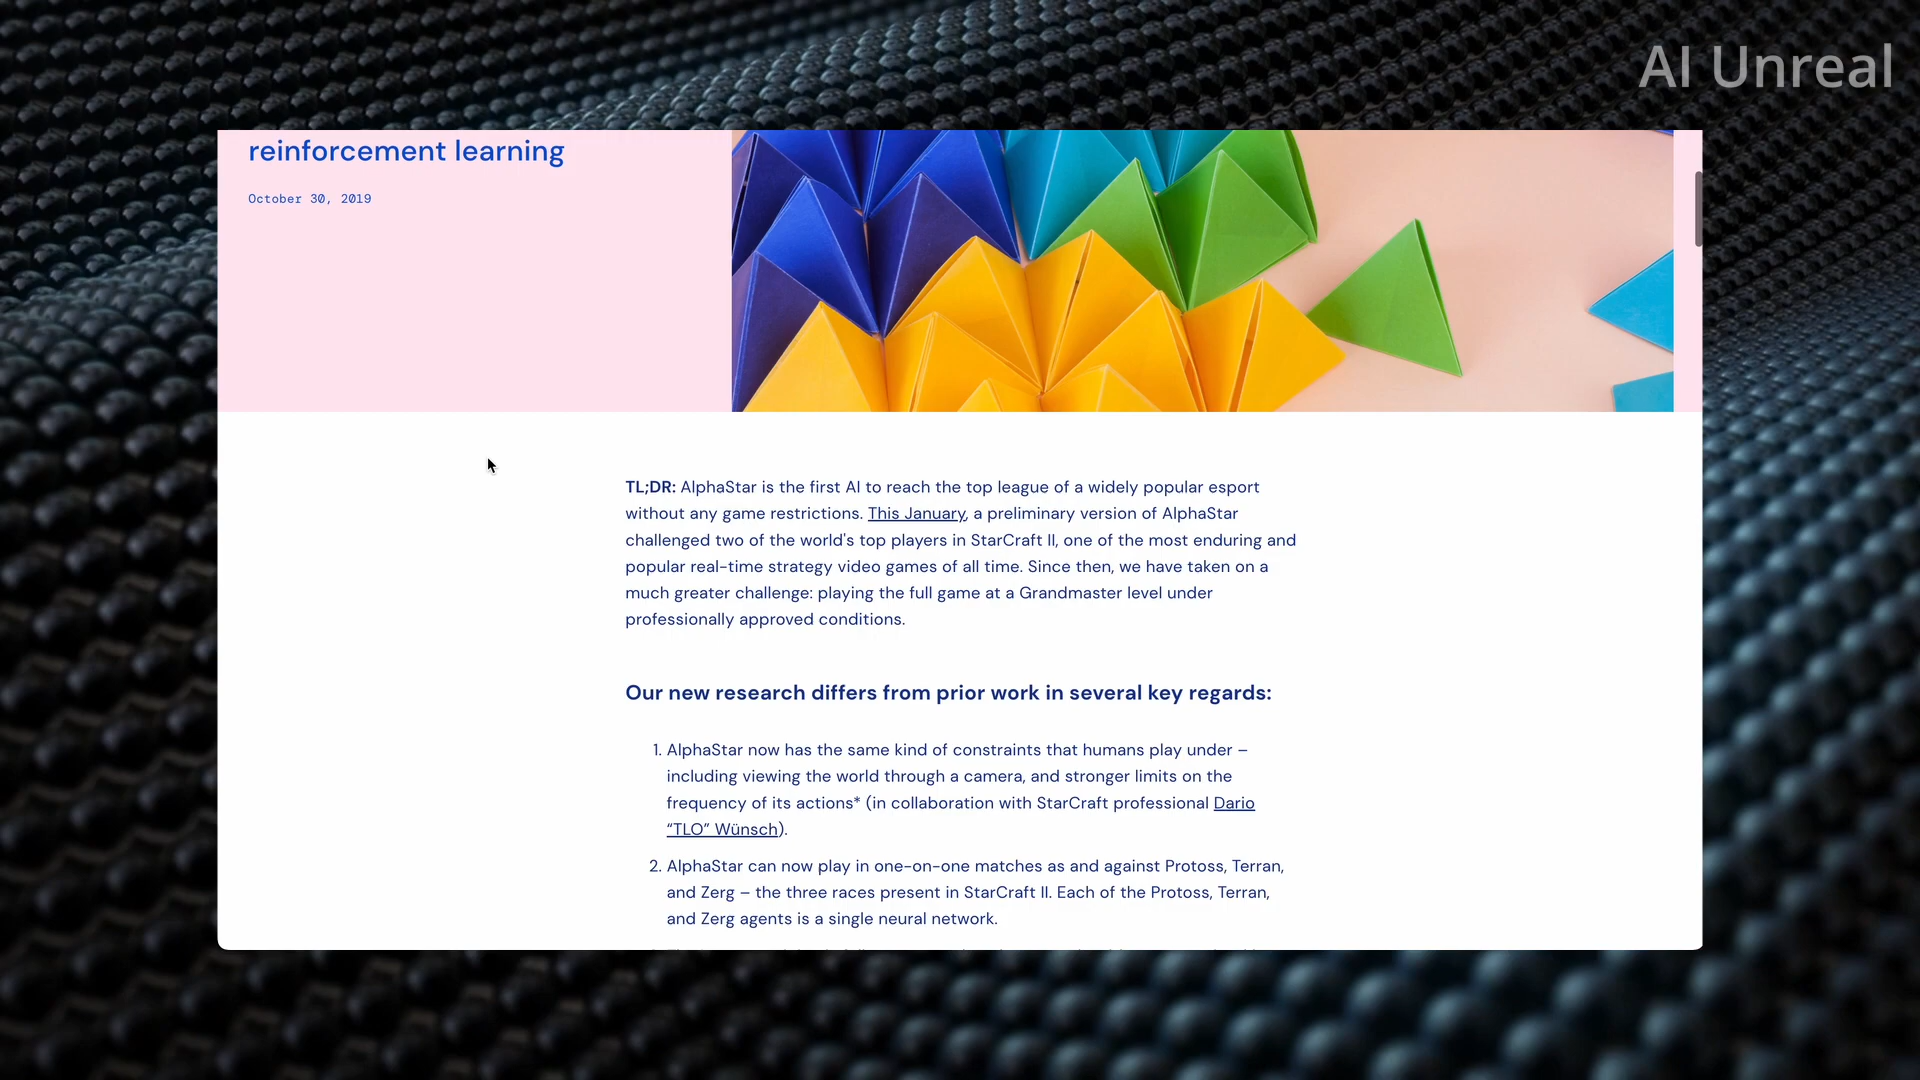 AI Unreal
reinforcement learning
October 30, 2019
TL;DR: AlphaStar is the first AI to reach the top league of a widely popular esport
without any game restrictions. This January, a preliminary version of AlphaStar
challenged two of the world's top players in StarCraft II, one of the most enduring and
popular real-time strategy video games of all time. Since then, we have taken on a
much greater challenge: playing the full game at a Grandmaster level under
professionally approved conditions.
Our new research differs from prior work in several key regards:
1. AlphaStar now has the same kind of constraints that humans play under –
including viewing the world through a camera, and stronger limits on the
frequency of its actions* (in collaboration with StarCraft professional Dario
“TLO” Wünsch).
2. AlphaStar can now play in one-on-one matches as and against Protoss, Terran,
and Zerg – the three races present in StarCraft II. Each of the Protoss, Terran,
and Zerg agents is a single neural network.